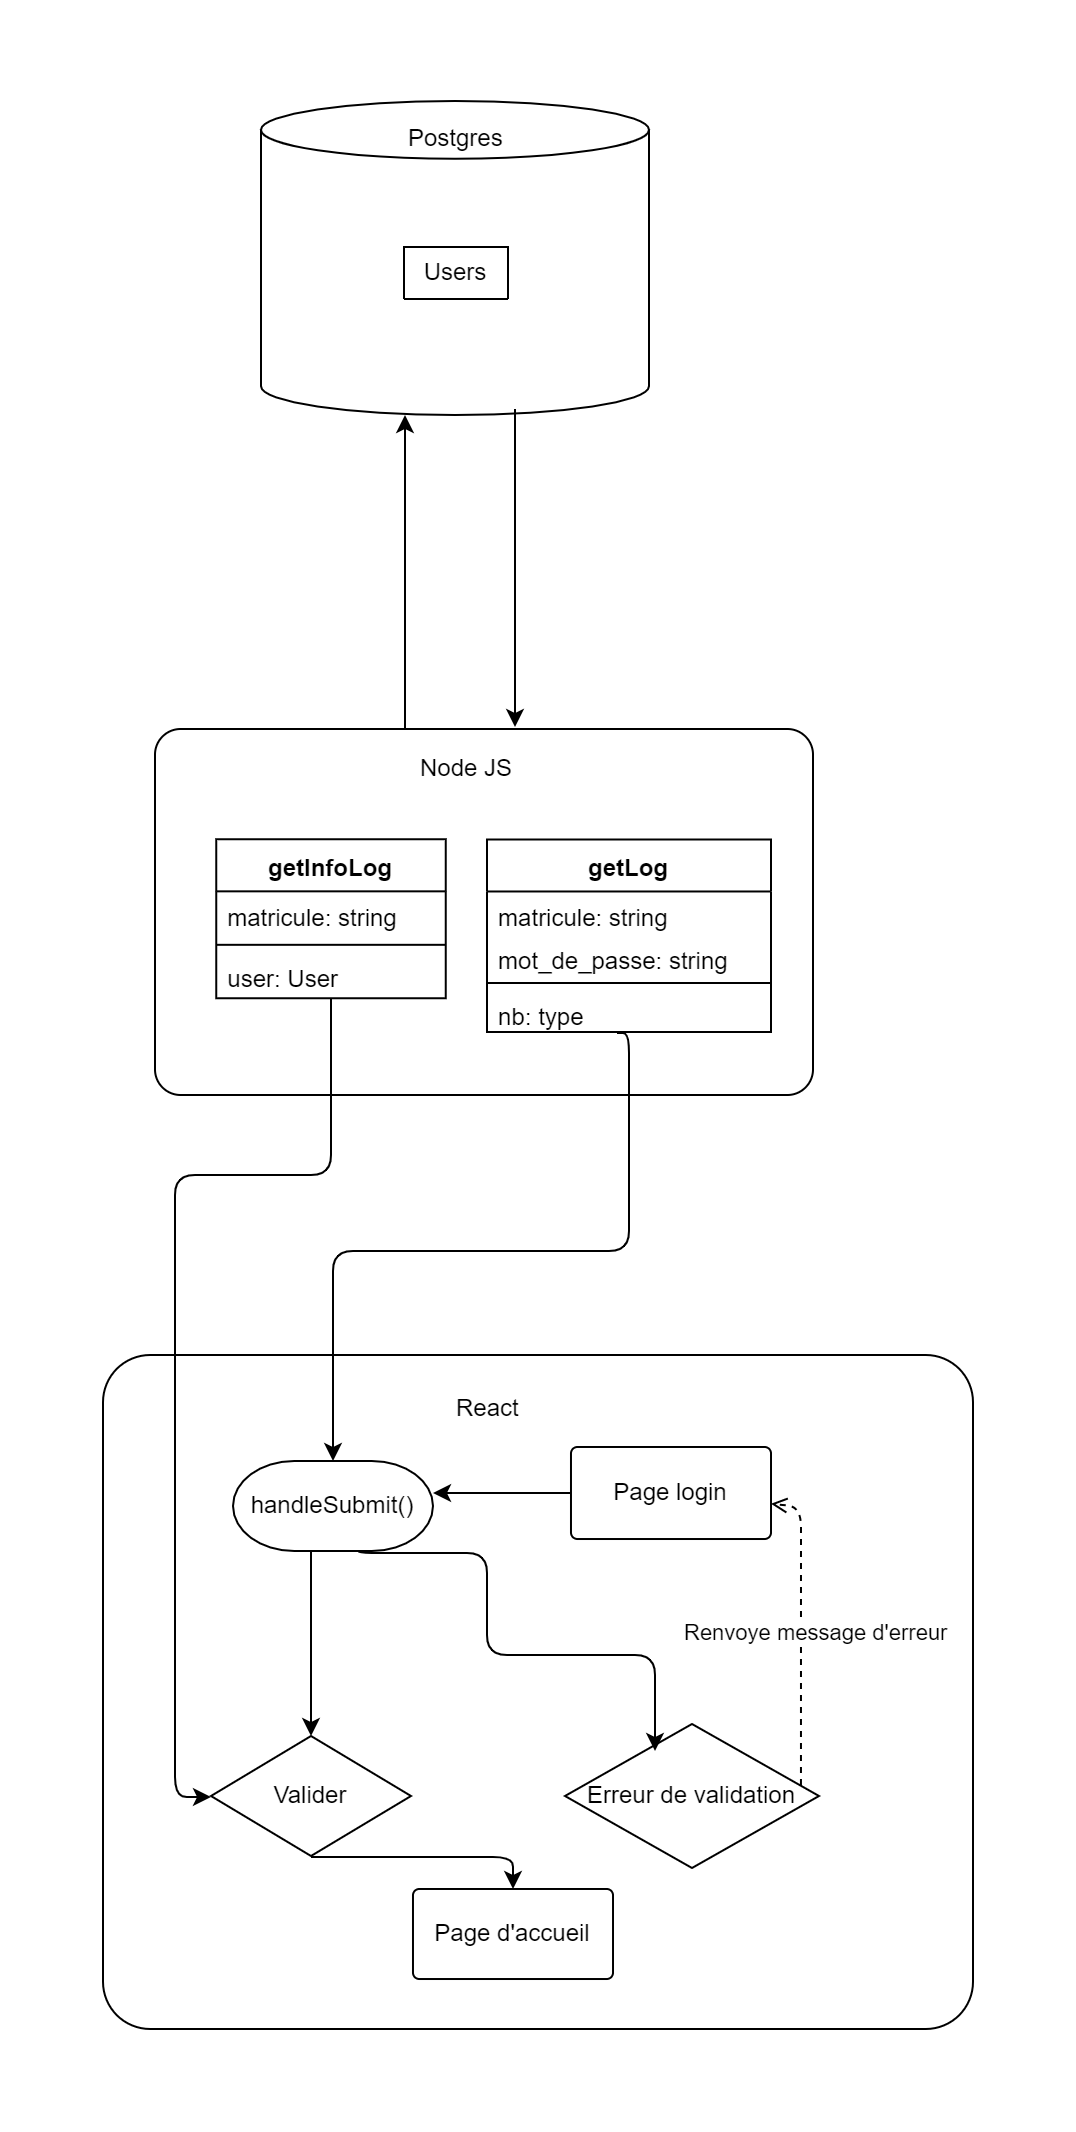 Postgres
Users
Node JS
getInfoLog
matricule: string
user: User
getLog
matricule: string
mot_de_passe: string
nb: type
React
handleSubmit()
Page login
Renvoye message d'erreur
Valider
Erreur de validation
Page d'accueil